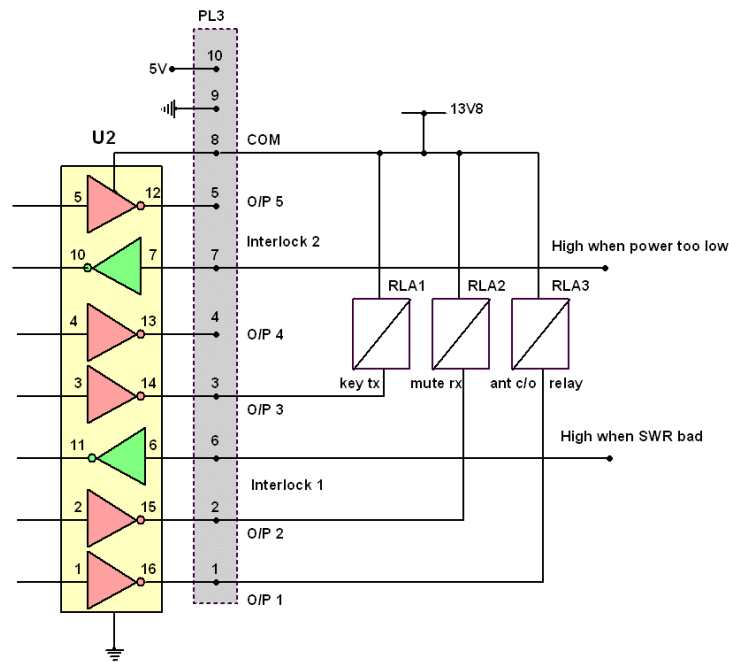 PL3
10
5V
9
13V8
U2
8
COM
5
12
5
O/P 5
Interlock 2
10
7
7
High when power too low
RLA1
RLA2
RLA3
4
13
4
O/P 4
key tx
mute rx
ant c/o
relay
3
14
3
O/P 3
11
6
6
High when SWR bad
Interlock 1
2
15
2
O/P 2
1
16
1
O/P 1